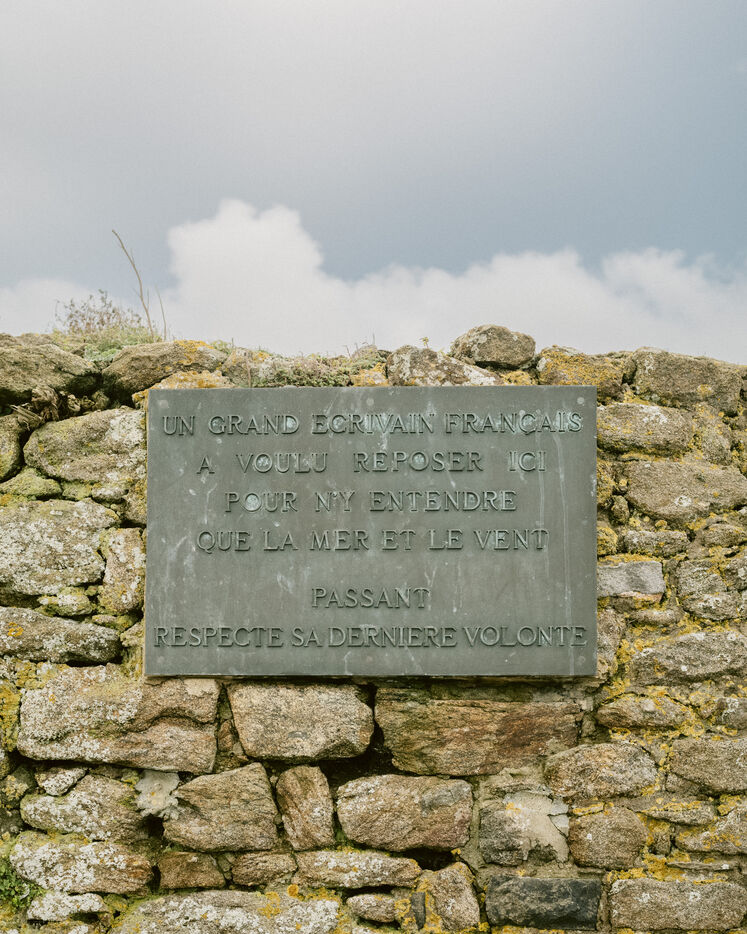 UN GRAND ECRIVAIN FRANÇAIS
A VOULU REPOSER ICI
POUR N'Y ENTENDRE
QUE LA MER ET LE VENT
PASSANT
RESPECTE SA DERNIERE VOLONTE